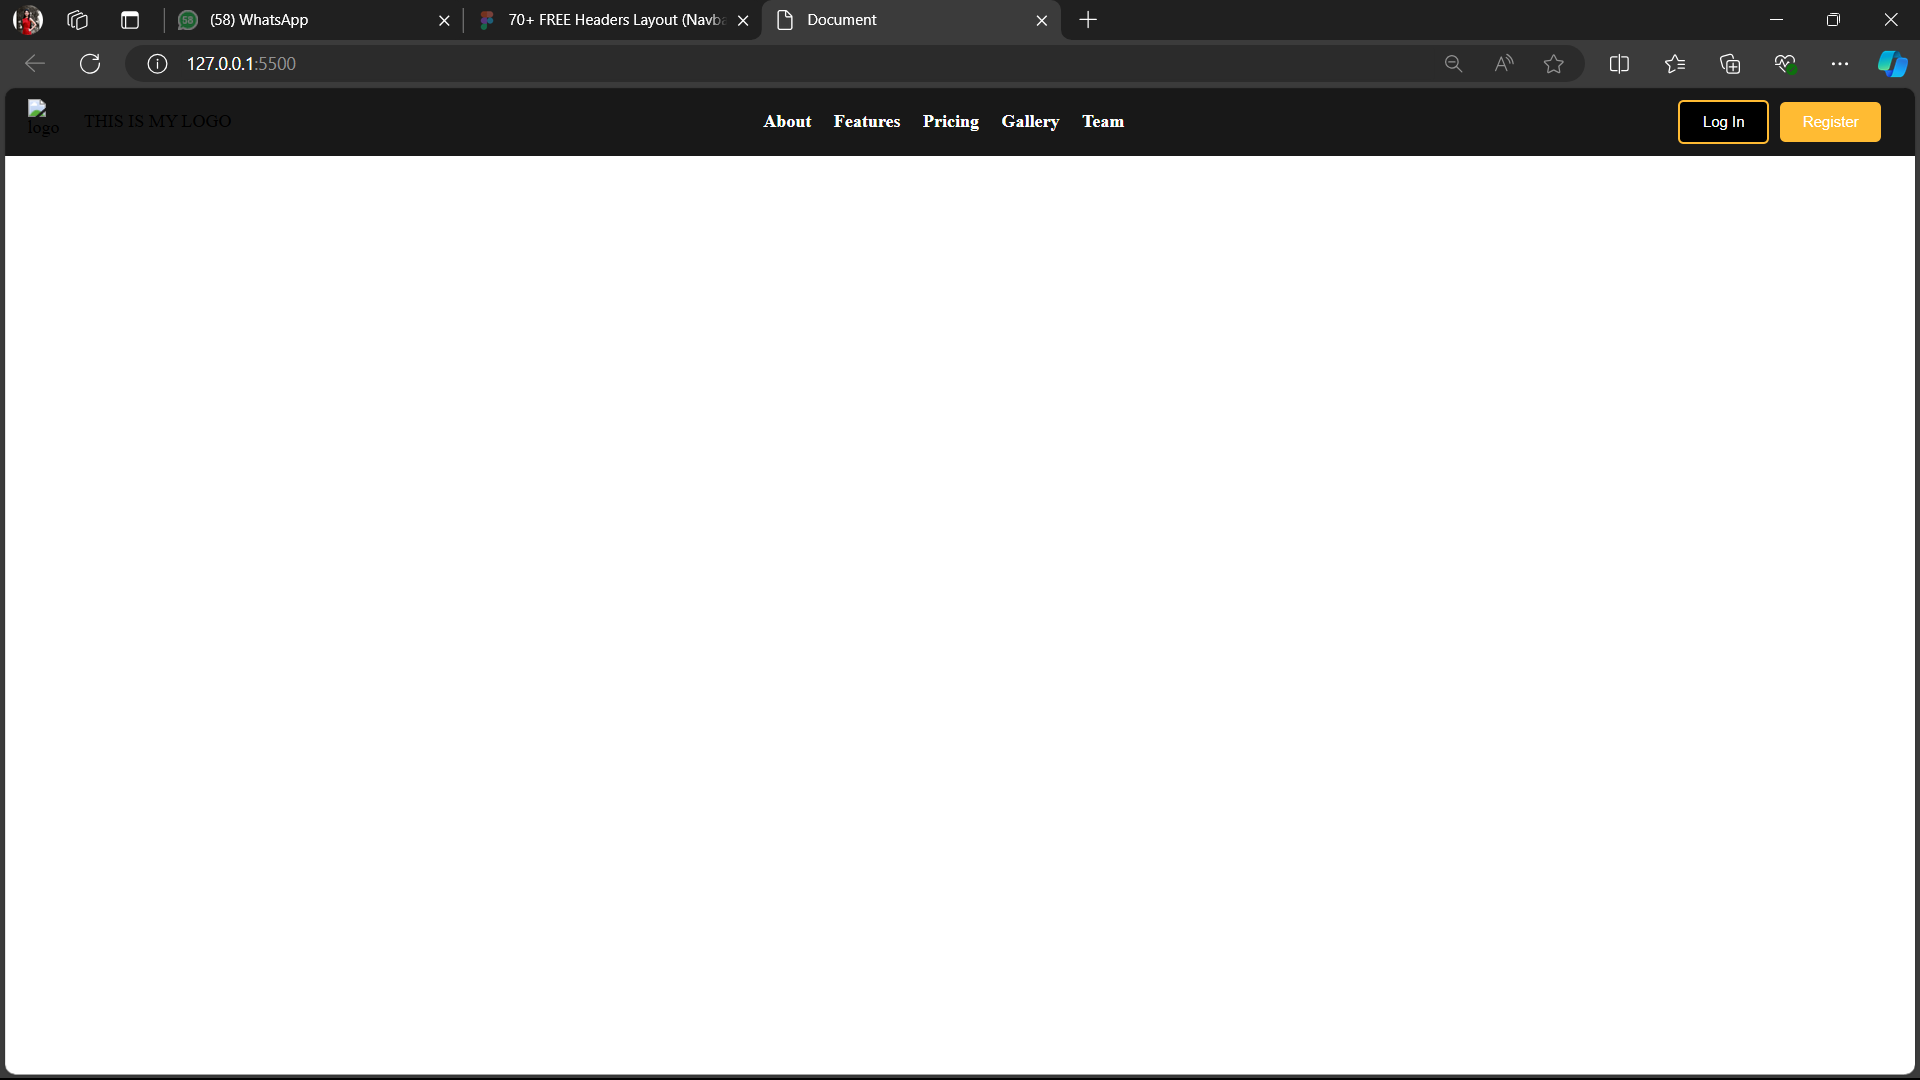 (58) WhatsApp
70+ FREE Headers Layout (Navba
Document
127.0.0.1:5500
logo
THIS IS MY LOGO
About Features Pricing Gallery Team
Log In
Register